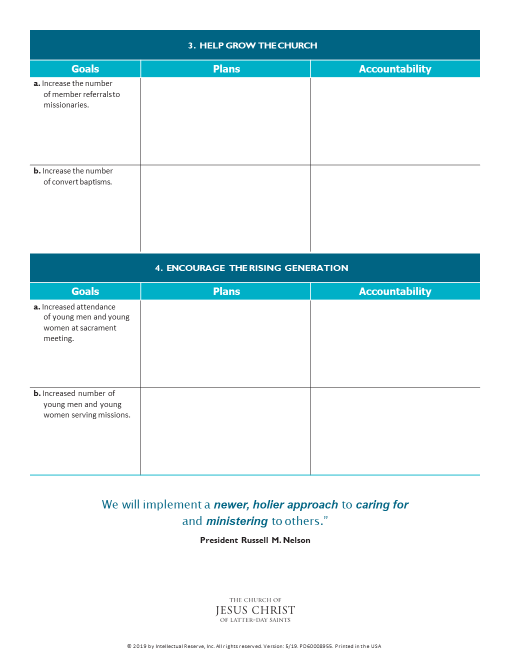 3. HELP GROW THE CHURCH
Goals Plans Accountability
a. Increase the number
of member referrals to
missionaries.
b. Increase the number
of convert baptisms.
4. ENCOURAGE THE RISING GENERATION
Goals Plans Accountability
a. Increased attendance
of young men and young
women at sacrament
meeting.
b. Increased number of
young men and young
women serving missions.
We will implement a newer, holier approach to caring for
and ministering to others."
President Russell M. Nelson
THE CHURCH OF
JESUS CHRIST
OF LATTER-DAY SAINTS
© 2019 by Intellectual Reserve, Inc. All rights reserved. Version: 5/19. PD60008955. Printed in the USA